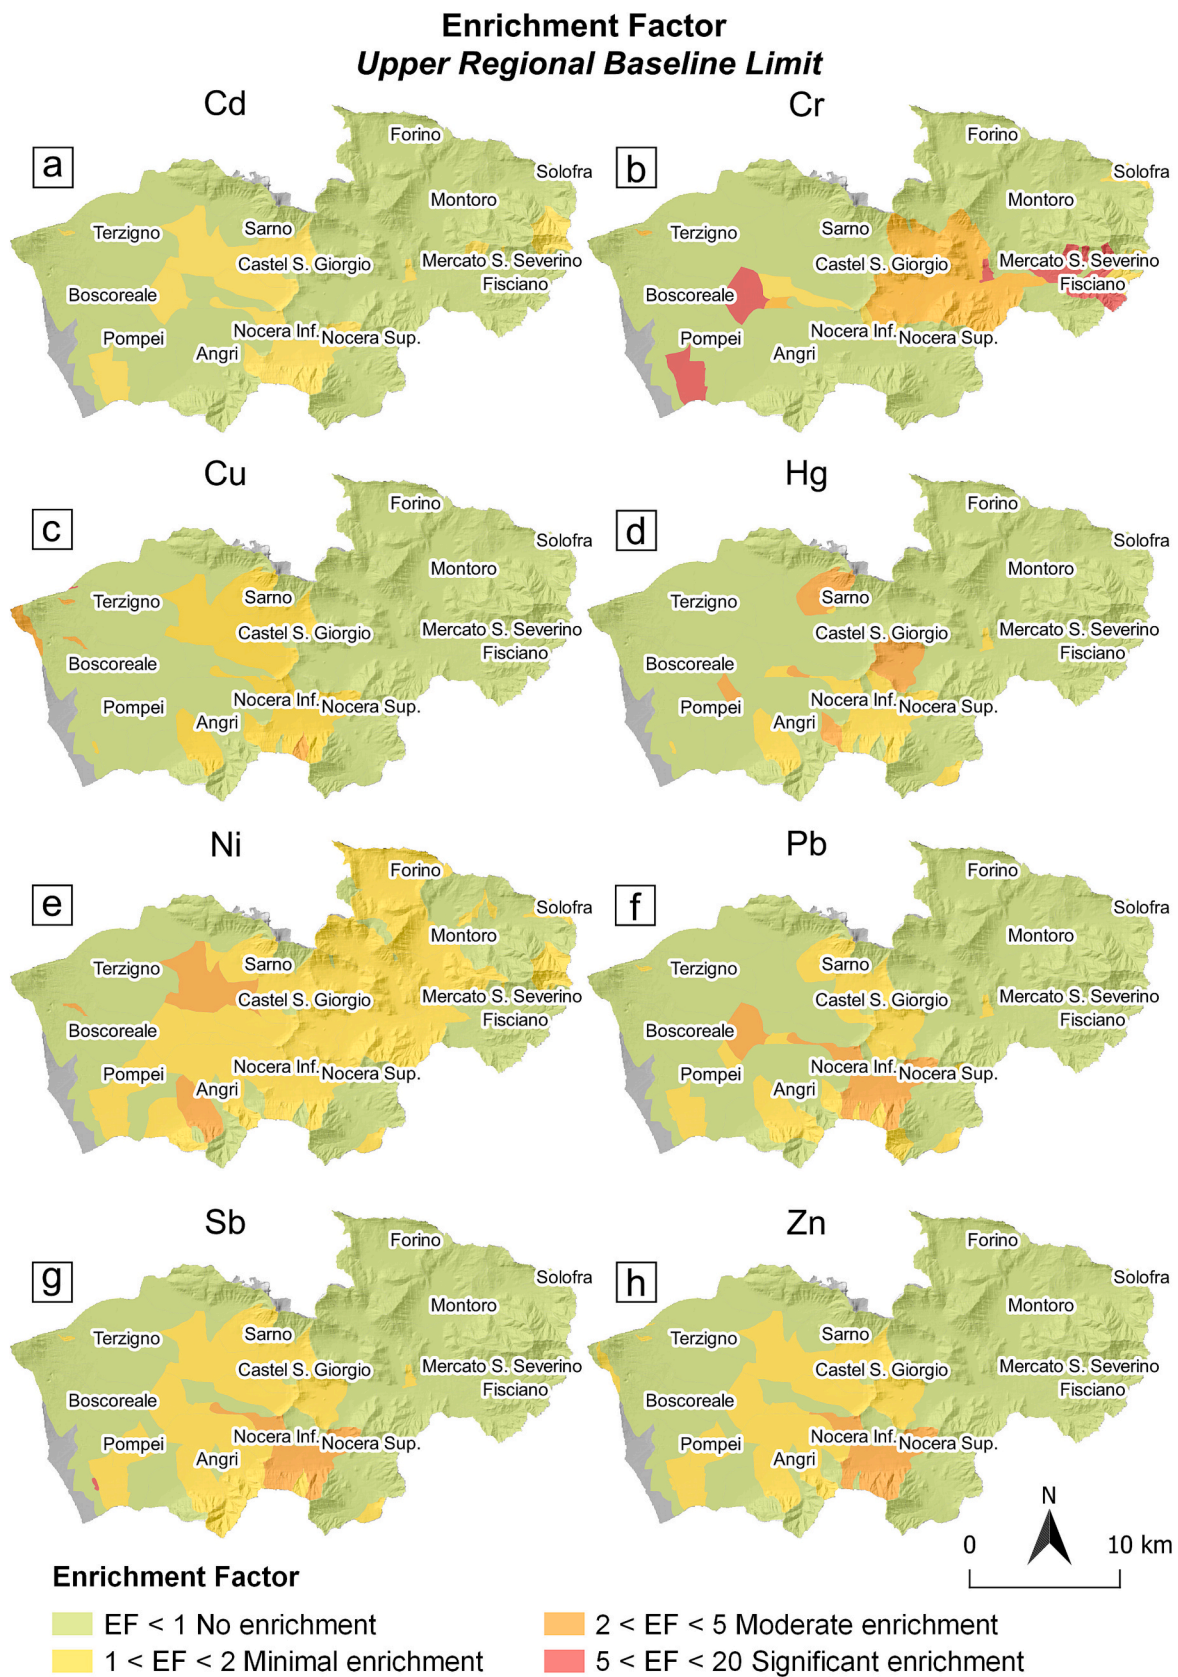 Enrichment Factor
Upper Regional Baseline Limit
Cd
Cr
a
Forino
Solofra
Montoro
Terzigno
Sarno
Castel S. Giorgio
Mercato S. Severino
Fisciano
Boscoreale
Pompei
Nocera Inf.
Nocera Sup.
Angri
b
Forino
Solofra
Montoro
Terzigno
Sarno
Castel S. Giorgio
Mercato S. Severino
Fisciano
Boscoreale
Pompei
Nocera Inf.
Nocera Sup.
Angri
Cu
Hg
c
Forino
Solofra
Montoro
Terzigno
Sarno
Castel S. Giorgio
Mercato S. Severino
Fisciano
Boscoreale
Pompei
Nocera Inf.
Nocera Sup.
Angri
d
Forino
Solofra
Montoro
Terzigno
Sarno
Castel S. Giorgio
Mercato S. Severino
Fisciano
Boscoreale
Pompei
Nocera Inf.
Nocera Sup.
Angri
Ni
Pb
e
Forino
Solofra
Montoro
Terzigno
Sarno
Castel S. Giorgio
Mercato S. Severino
Fisciano
Boscoreale
Pompei
Nocera Inf.
Nocera Sup.
Angri
f
Forino
Solofra
Montoro
Terzigno
Sarno
Castel S. Giorgio
Mercato S. Severino
Fisciano
Boscoreale
Pompei
Nocera Inf.
Nocera Sup.
Angri
Sb
Zn
g
Forino
Solofra
Montoro
Terzigno
Sarno
Castel S. Giorgio
Mercato S. Severino
Fisciano
Boscoreale
Pompei
Nocera Inf.
Nocera Sup.
Angri
h
Forino
Solofra
Montoro
Terzigno
Sarno
Castel S. Giorgio
Mercato S. Severino
Fisciano
Boscoreale
Pompei
Nocera Inf.
Nocera Sup.
Angri
N
0 10 km
Enrichment Factor
EF < 1 No enrichment
1 < EF < 2 Minimal enrichment
2 < EF < 5 Moderate enrichment
5 < EF < 20 Significant enrichment